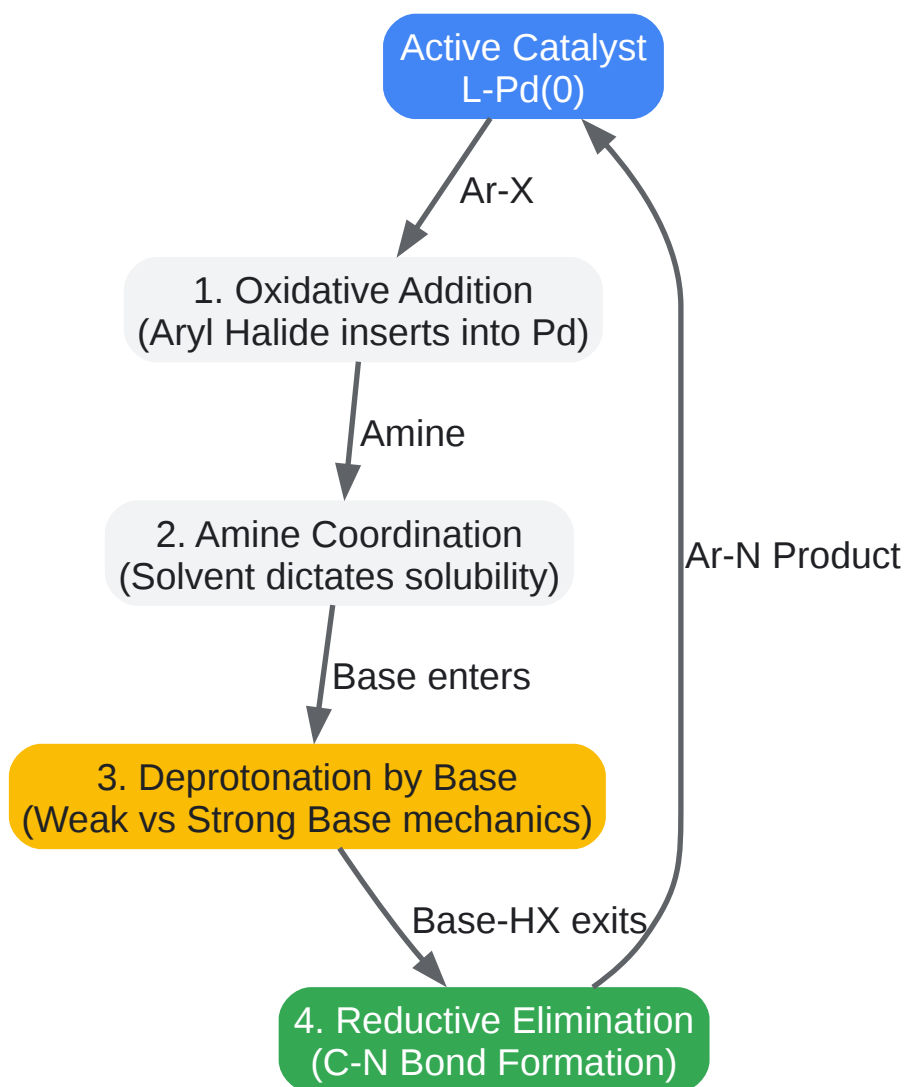 Active Catalyst
L-Pd(0)
Ar-X
1. Oxidative Addition
(Aryl Halide inserts into Pd)
Amine
2. Amine Coordination
(Solvent dictates solubility)
Ar-N Product
Base enters
3. Deprotonation by Base
(Weak vs Strong Base mechanics)
Base-HX exits
4. Reductive Elimination
(C-N Bond Formation)